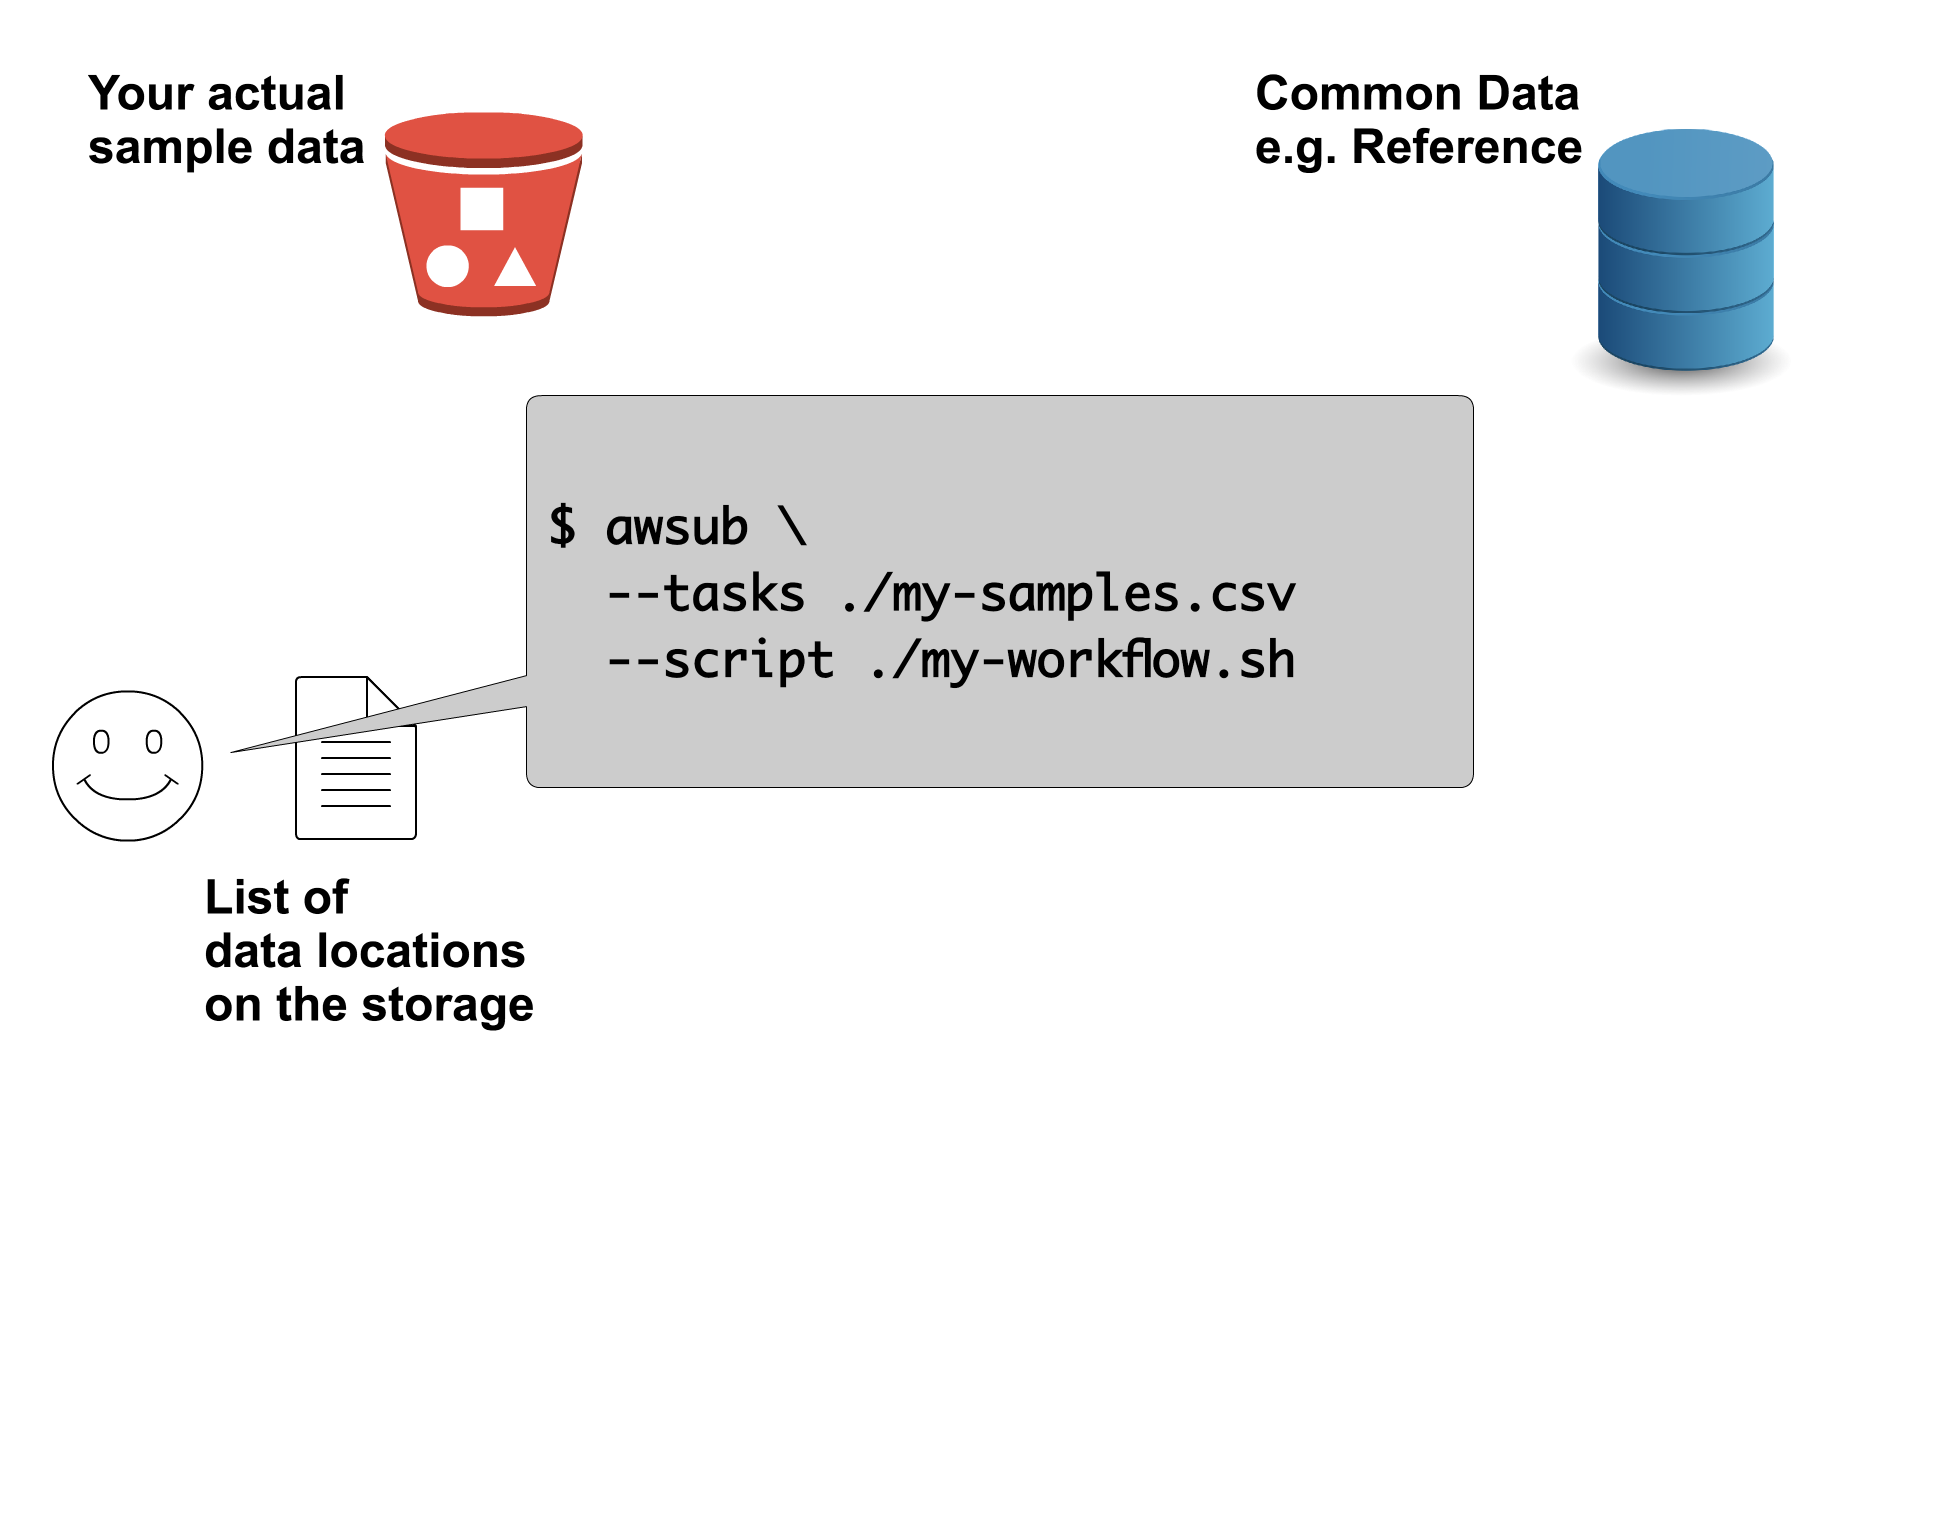 Your actual
sample data
Common Data
e.g. Reference
$ awsub \
--tasks ./my-samples.csv
--script ./my-workflow.sh
List of
data locations
on the storage